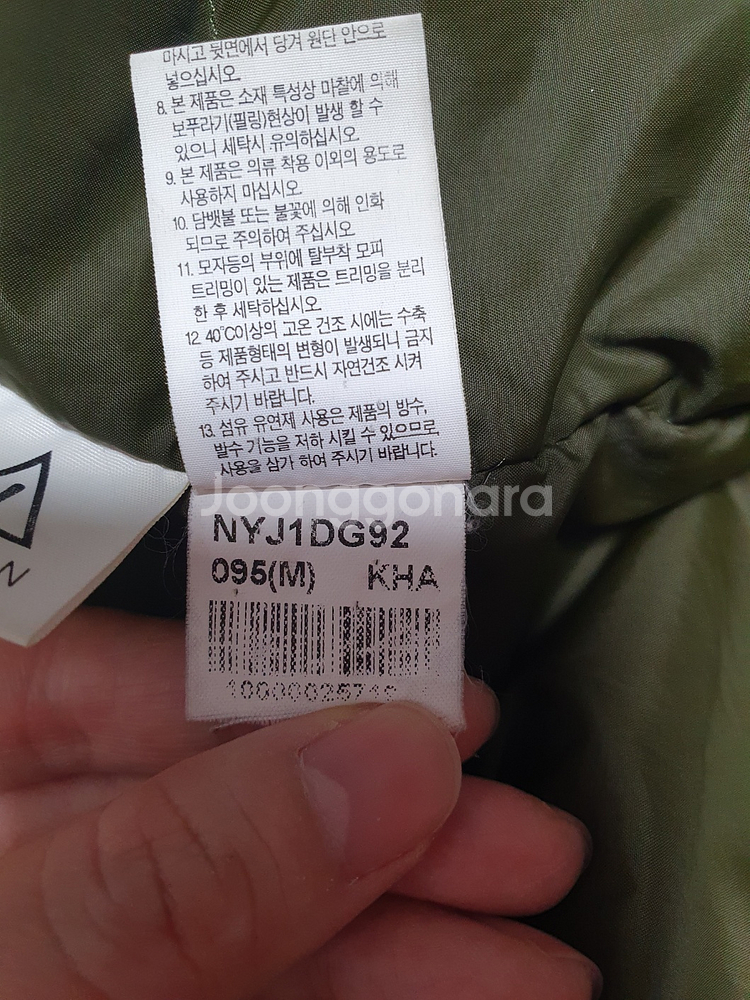 마시고 뒷면에서 당겨 원단 안으로
넣으십시오.
8. 본 제품은 소재 특성상 마찰에 의해
보푸라기(필링)현상이 발생 할 수
있으니 세탁시 유의하십시오.
9. 본 제품은 의류 착용 이외의 용도로
사용하지 마십시오.
10. 담뱃불 또는 불꽃에 의해 인화
되므로 주의하여 주십시오.
11. 모자등의 부위에 탈부착 모피
트리밍이 있는 제품은 트리밍을 분리
한 후 세탁하십시오.
12. 40°C이상의 고온 건조 시에는 수축
등 제품형태의 변형이 발생되니 금지
하여 주시고 반드시 자연건조 시켜
주시기 바랍니다.
13. 섬유 유연제 사용은 제품의 방수,
발수 기능을 저하 시킬 수 있으므로
사용을 삼가 하여 주시기 바랍니다.
Joonggonara
NYJ1DG92
095(M) KHA